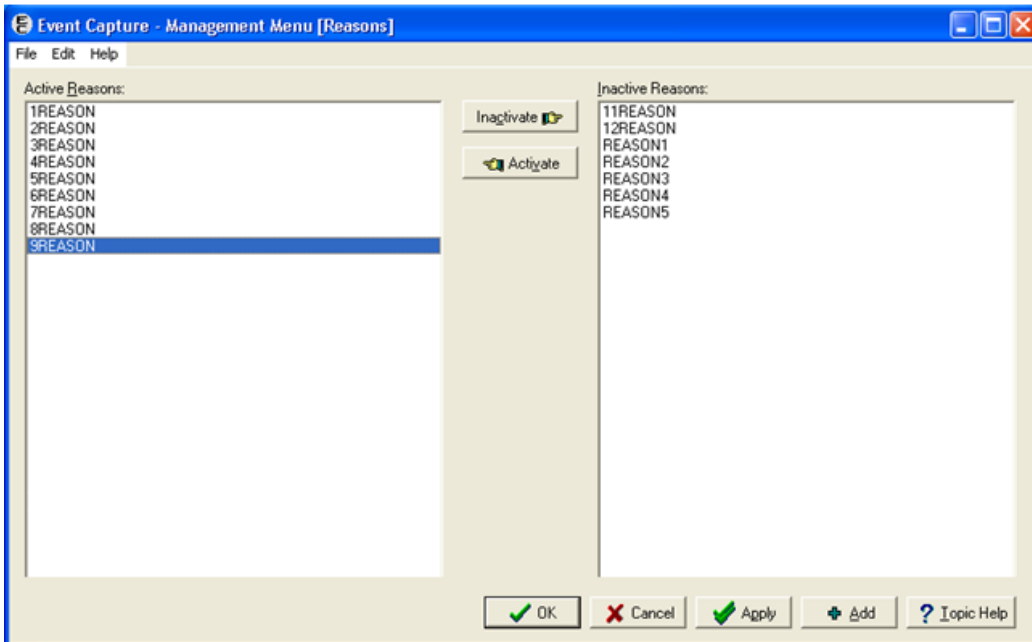 Event Capture - Management Menu [Reasons]
File Edit Help
Active Reasons:
1REASON
2REASON
3REASON
4REASON
5REASON
6REASON
7REASON
8REASON
9REASON
Inactivate
Activate
Inactive Reasons:
11REASON
12REASON
REASON1
REASON2
REASON3
REASON4
REASON5
OK Cancel Apply Add Topic Help